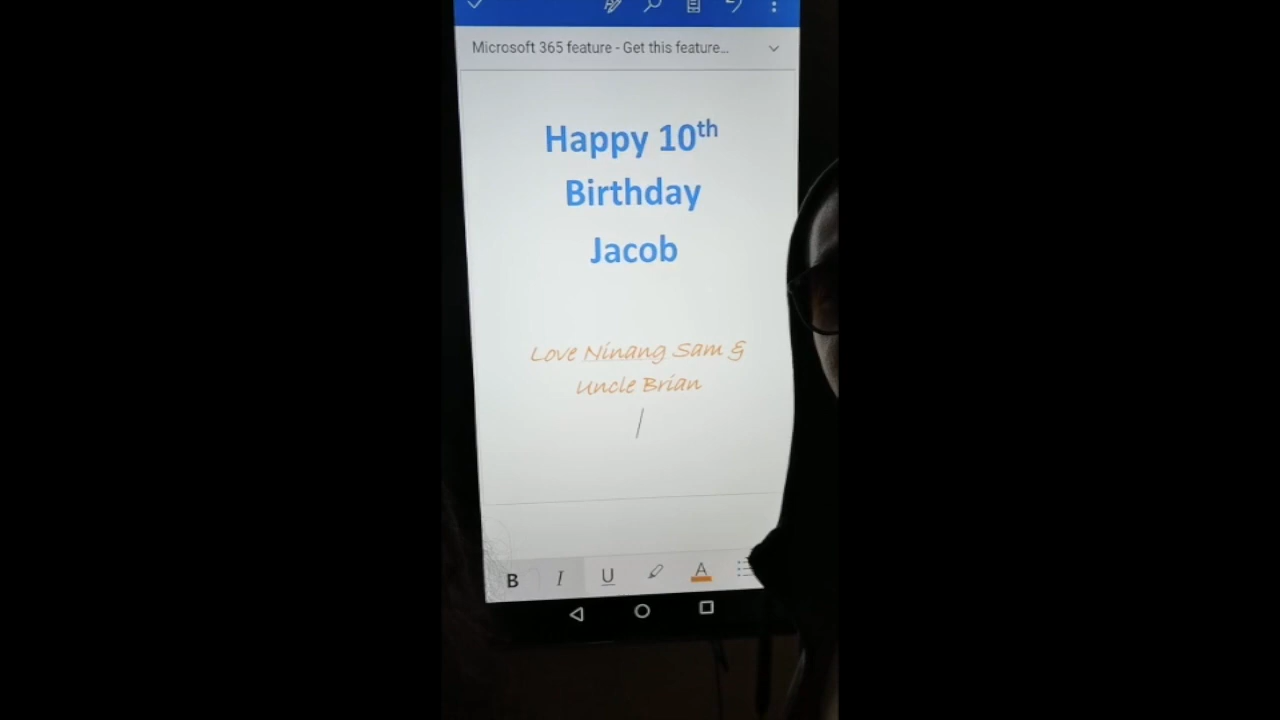 Microsoft 365 feature - Get this feature...
Happy 10th
Birthday
Jacob
Love Ninang Sam &
Uncle Brian
B I U A